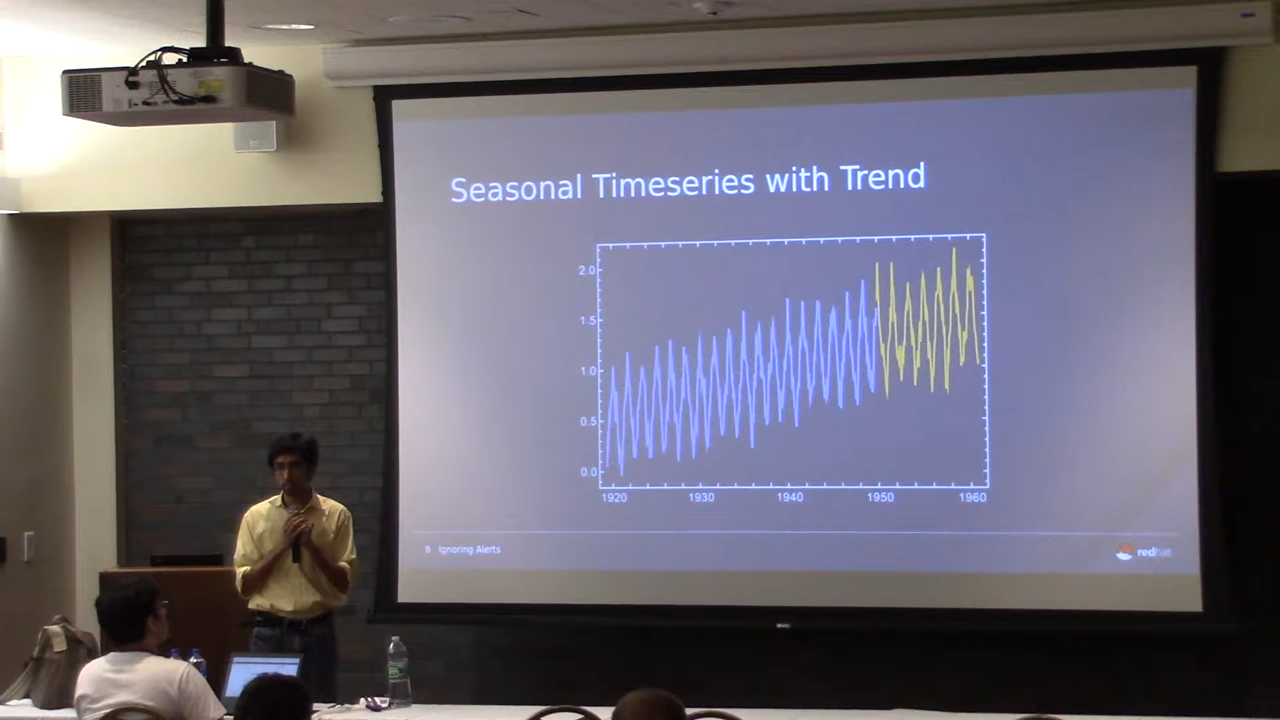 Seasonal Timeseries with Trend
2.0
1.5
1.0
0.5
0.0
1920 1930 1940 1950 1960
8 Ignoring Alerts
redhat